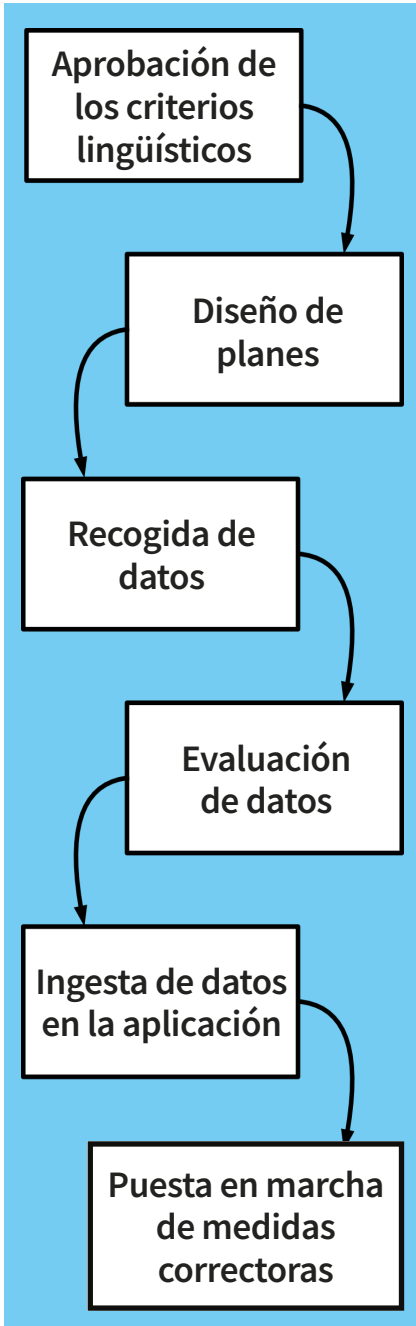 Aprobación de
los criterios
lingüísticos
Diseño de
planes
Recogida de
datos
Evaluación
de datos
Ingesta de datos
en la aplicación
Puesta en marcha
de medidas
correctoras